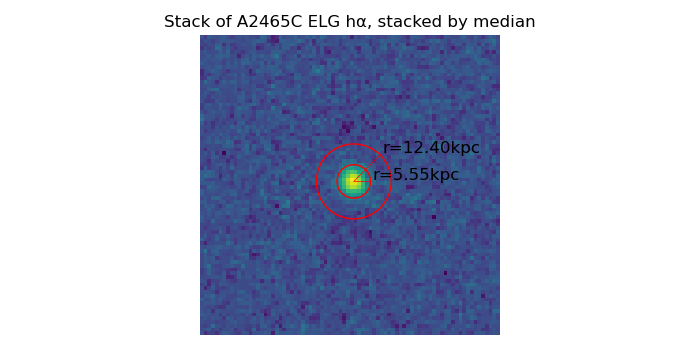 Stack of A2465C ELG hα, stacked by median
r=12.40kpc
r=5.55kpc